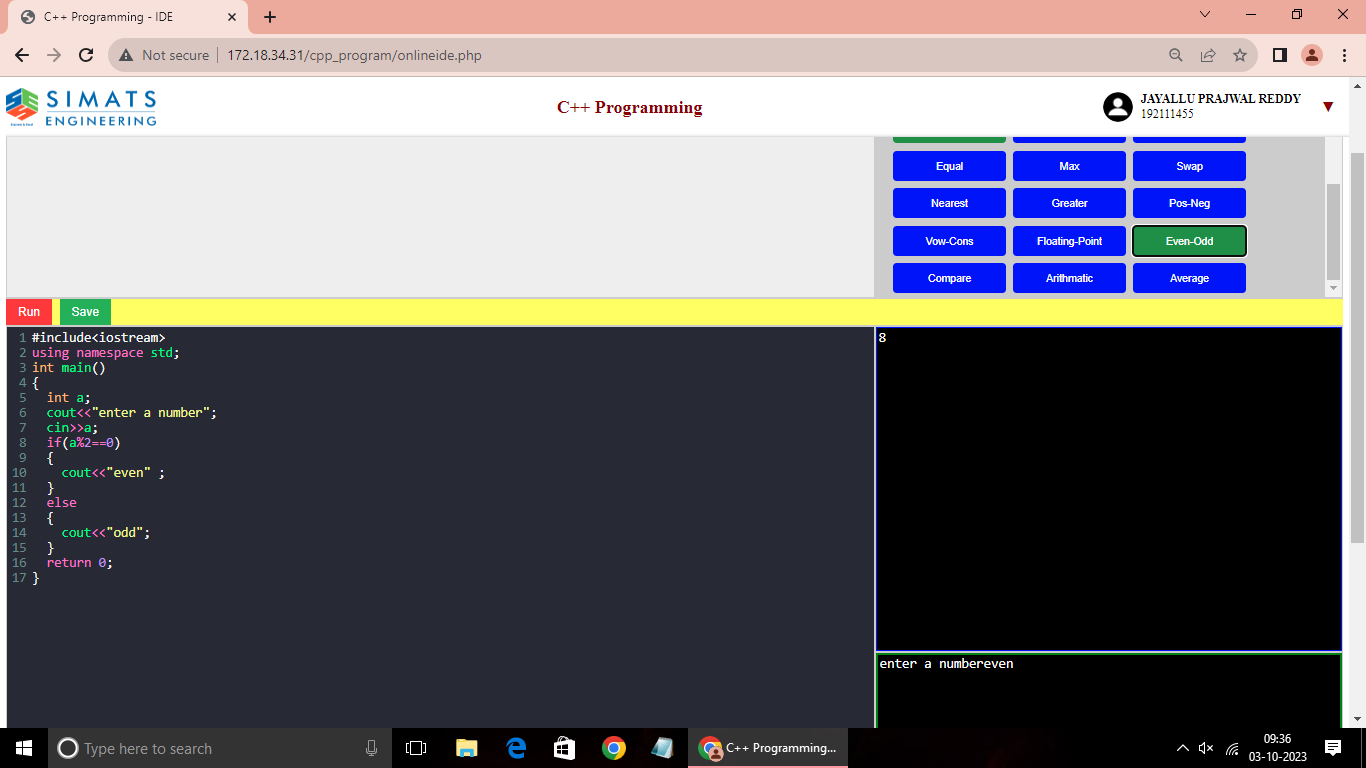 C++ Programming - IDE
Not secure
172.18.34.31/cpp_program/onlineide.php
SIMATS
ENGINEERING
C++ Programming
JAYALLU PRAJWAL REDDY
192111455
Equal
Max
Swap
Nearest
Greater
Pos-Neg
Vow-Cons
Floating-Point
Even-Odd
Compare
Arithmatic
Average
Run
Save
1 #include<iostream>
2 using namespace std;
3 int main()
4 {
5   int a;
6   cout<<"enter a number";
7   cin>>a;
8   if(a%2==0)
9   {
10     cout<<"even" ;
11   }
12   else
13   {
14     cout<<"odd";
15   }
16   return 0;
17 }
8
enter a numbereven
Type here to search
C++ Programming...
09:36
03-10-2023